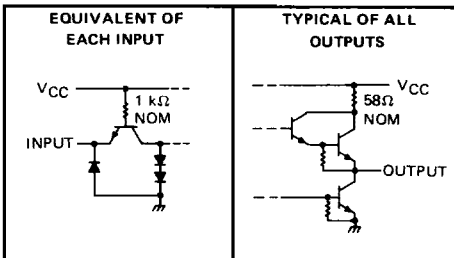 EQUIVALENT OF
EACH INPUT
VCC
1 kΩ
NOM
INPUT
TYPICAL OF ALL
OUTPUTS
VCC
58Ω
NOM
OUTPUT